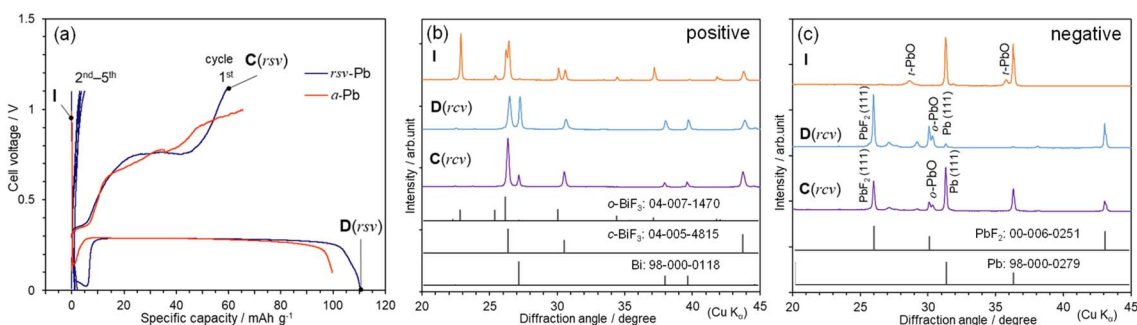 (a)
cycle
1st
C(rsv)
2nd–5th
I
rsv-Pb
a-Pb
D(rsv)
1.5
1
0.5
0
Cell voltage / V
0 20 40 60 80 100 120
Specific capacity / mAh g-1
(b) positive
I
D(rcv)
C(rcv)
o-BiF3: 04-007-1470
c-BiF3: 04-005-4815
Bi: 98-000-0118
Intensity / arb.unit
20 25 30 35 40 45
Diffraction angle / degree (Cu Kα)
(c) negative
I
t-PbO
t-PbO
D(rcv)
PbF2 (111)
o-PbO
Pb (111)
C(rcv)
PbF2 (111)
o-PbO
Pb (111)
PbF2: 00-006-0251
Pb: 98-000-0279
Intensity / arb.unit
20 25 30 35 40 45
Diffraction angle / degree (Cu Kα)